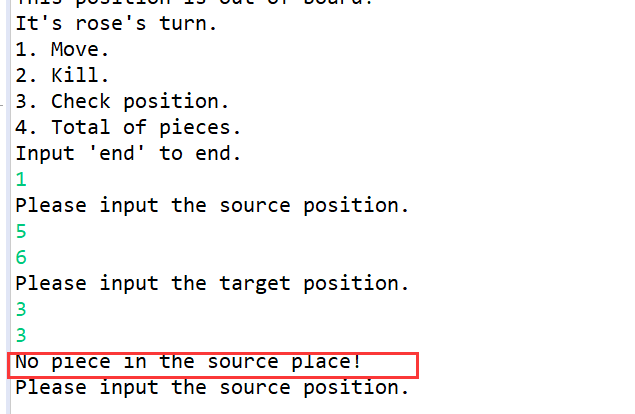 This position is out of board!
It's rose's turn.
1. Move.
2. Kill.
3. Check position.
4. Total of pieces.
Input 'end' to end.
1
Please input the source position.
5
6
Please input the target position.
3
3
No piece in the source place!
Please input the source position.